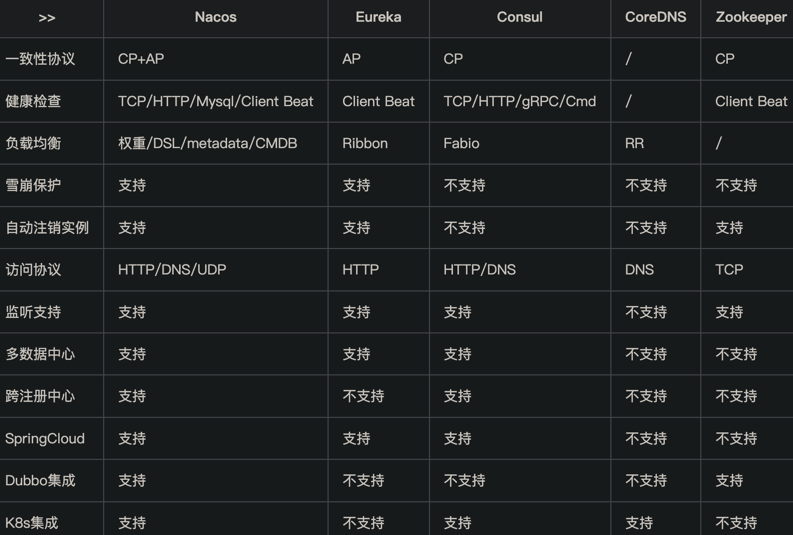 >> Nacos Eureka Consul CoreDNS Zookeeper
一致性协议 CP+AP AP CP / CP
健康检查 TCP/HTTP/Mysql/Client Beat Client Beat TCP/HTTP/gRPC/Cmd / Client Beat
负载均衡 权重/DSL/metadata/CMDB Ribbon Fabio RR /
雪崩保护 支持 支持 不支持 不支持 不支持
自动注销实例 支持 支持 不支持 不支持 支持
访问协议 HTTP/DNS/UDP HTTP HTTP/DNS DNS TCP
监听支持 支持 支持 支持 不支持 支持
多数据中心 支持 支持 支持 不支持 不支持
跨注册中心 支持 不支持 支持 不支持 不支持
SpringCloud 支持 支持 支持 不支持 不支持
Dubbo集成 支持 不支持 不支持 不支持 支持
K8s集成 支持 不支持 支持 支持 不支持